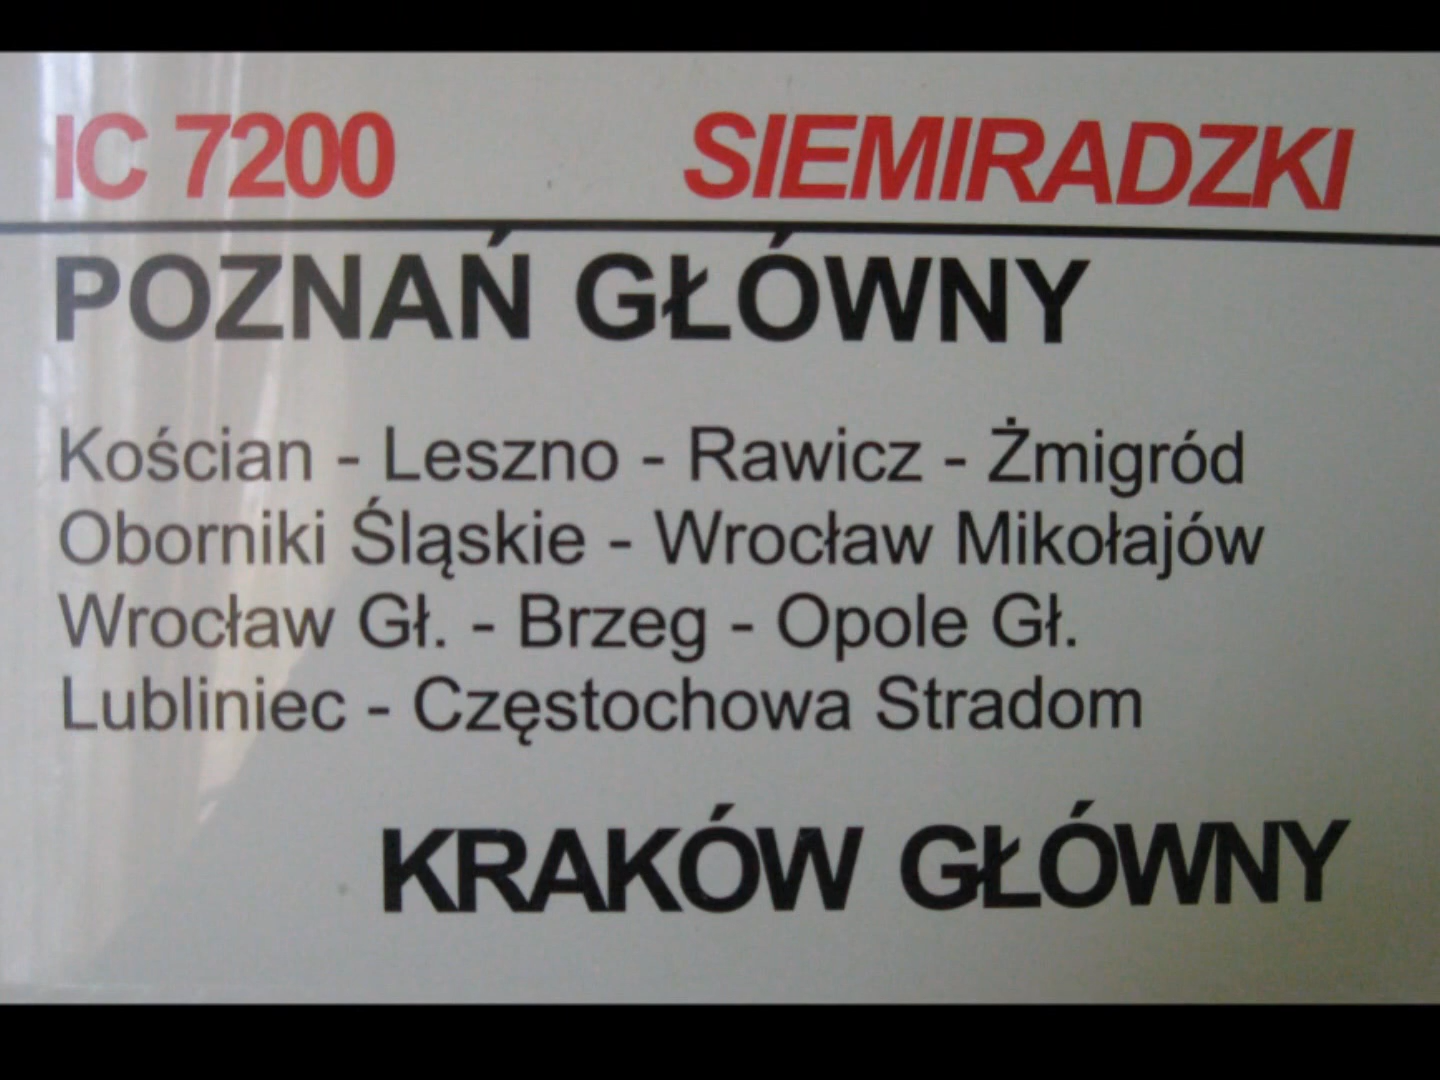 IC 7200 SIEMIRADZKI
POZNAŃ GŁÓWNY
Kościan - Leszno - Rawicz - Żmigród
Oborniki Śląskie - Wrocław Mikołajów
Wrocław Gł. - Brzeg - Opole Gł.
Lubliniec - Częstochowa Stradom
KRAKÓW GŁÓWNY